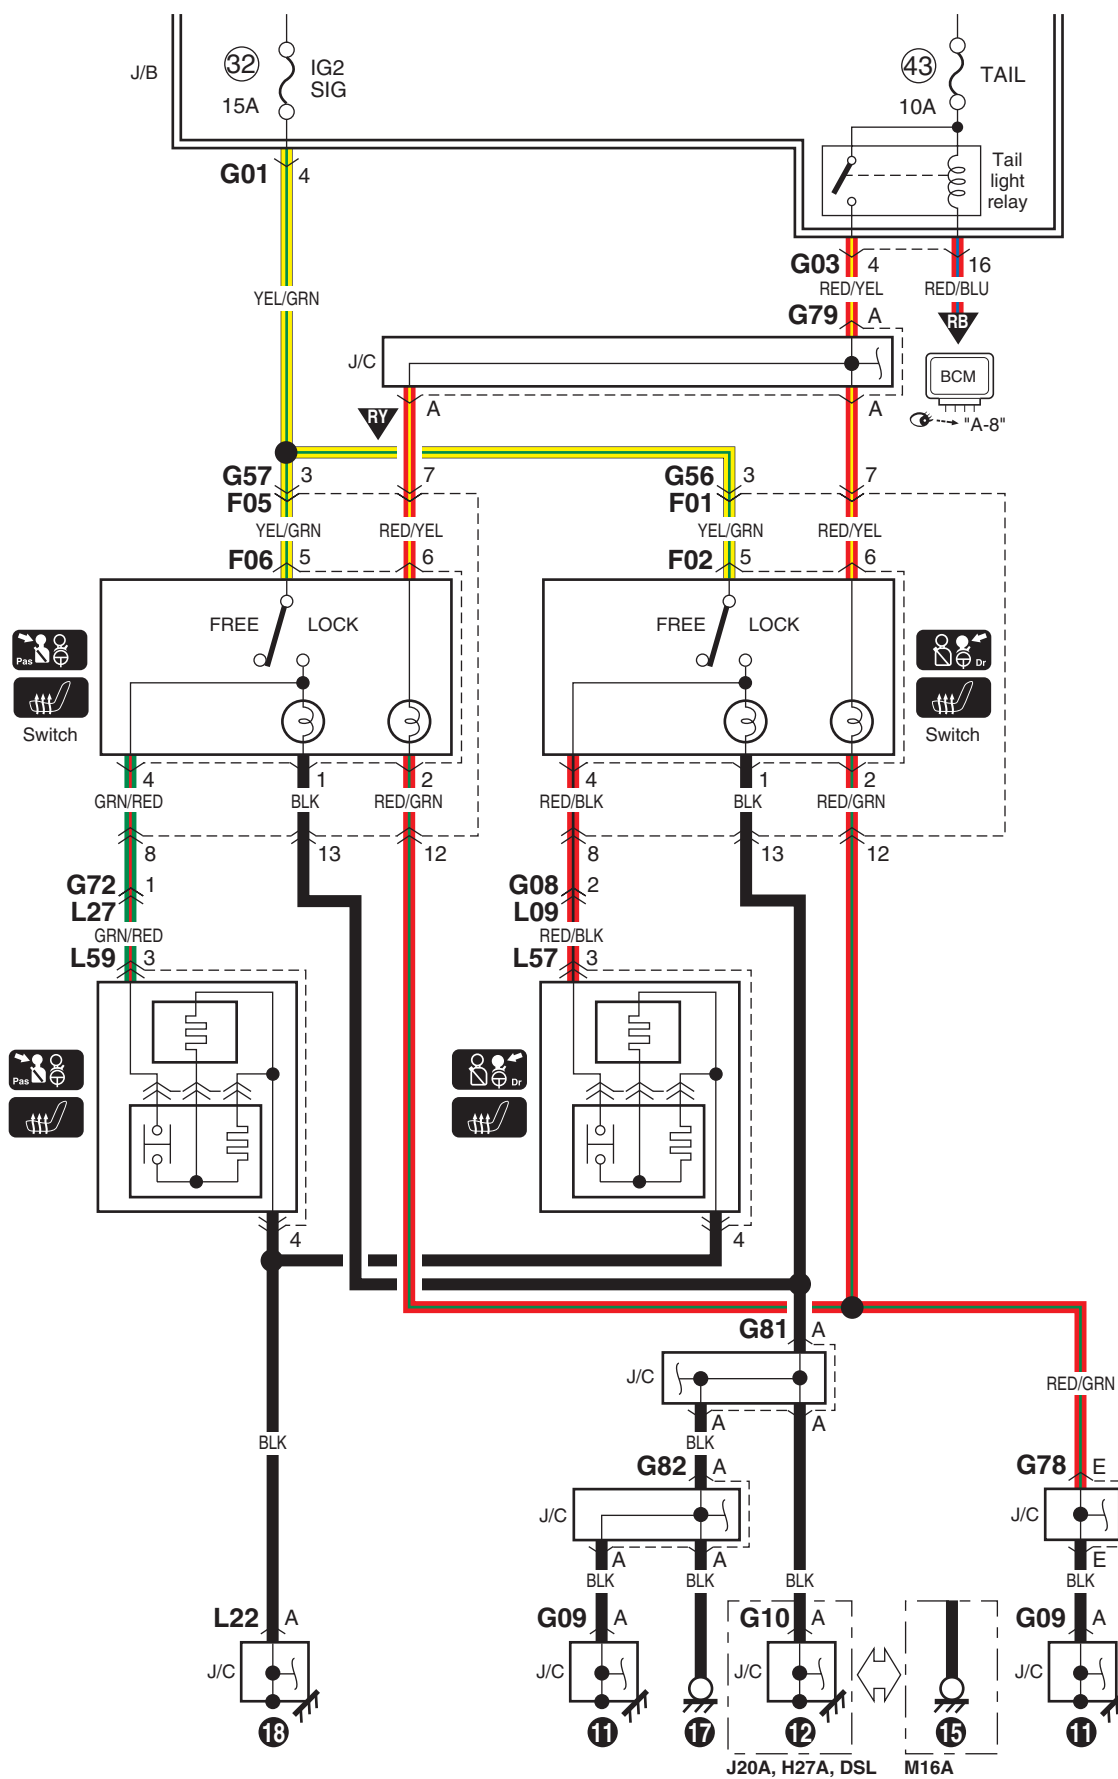 J/B
32
IG2
SIG
15A
43
TAIL
10A
Tail
light
relay
G01 4
G03 4 16
YEL/GRN RED/YEL RED/BLU
G79 A
RB
J/C
BCM
RY A A "A-8"
G57 3 7 G56 3 7
F05 F01
YEL/GRN RED/YEL YEL/GRN RED/YEL
F06 5 6 F02 5 6
FREE LOCK FREE LOCK
Pas Dr
Switch Switch
4 1 2 4 1 2
GRN/RED BLK RED/GRN RED/BLK BLK RED/GRN
8 13 12 8 13 12
G72 1 G08 2
L27 L09
GRN/RED RED/BLK
L59 3 L57 3
Pas Dr
4 4
G81 A
J/C
RED/GRN
A A
BLK BLK
G82 A G78 E
J/C J/C
A A E
BLK BLK BLK BLK
L22 A G09 A G10 A G09 A
J/C J/C J/C J/C
18 11 17 12 15 11
J20A, H27A, DSL M16A